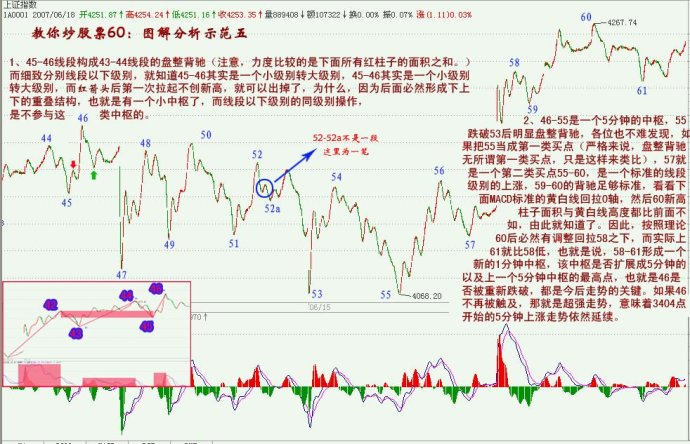 上证指数
1A0001 2007/06/18 开4251.87↑高4254.24↑低4251.16↑收4253.35↑量889408↓额107322↓换0.00% 振0.07% 涨(1.11)0.03%
教你炒股票60：图解分析示范五
1、45-46线段构成43-44线段的盘整背驰（注意，力度比较的是下面所有红柱子的面积之和。）
而细致分别线段以下级别，就知道45-46其实是一个小级别转大级别，45-46其实是一个小级别
转大级别，而红箭头后第一次拉起不创新高，就可以出掉了，为什么，因为后面必然形成下上
下的重叠结构，也就是有一个小中枢了，而线段以下级别的同级别操作，
是不参与这 类中枢的。
52-52a不是一段
这里为一笔
2、46-55是一个5分钟的中枢，55
跌破53后明显盘整背驰，各位也不难发现，如
果把55当成第一类买点（严格来说，盘整背驰
无所谓第一类买点，只是这样来类比），57就
是一个第二类买点55-60，是一个标准的线段
级别的上涨，59-60的背驰足够标准，看看下
面MACD标准的黄白线回拉0轴，然后60新高
柱子面积与黄白线高度都比前面不
如，由此就知道了。因此，按照理论
60后必然有调整回拉58之下，而实际上
61就比58低，也就是说，58-61形成一个
新的1分钟中枢，该中枢是否扩展成5分钟的
以及上一个5分钟中枢的最高点，也就是46是
否被重新跌破，都是今后走势的关键。如果46
不再被触及，那就是超强走势，意味着3404点
开始的5分钟上涨走势依然延续。
44
46
45
47
48
49
50
51
52
52a
53
54
55
56
57
58
59
60
61
4267.74
4068.20
06/15
70↑
42
43
44
45
46